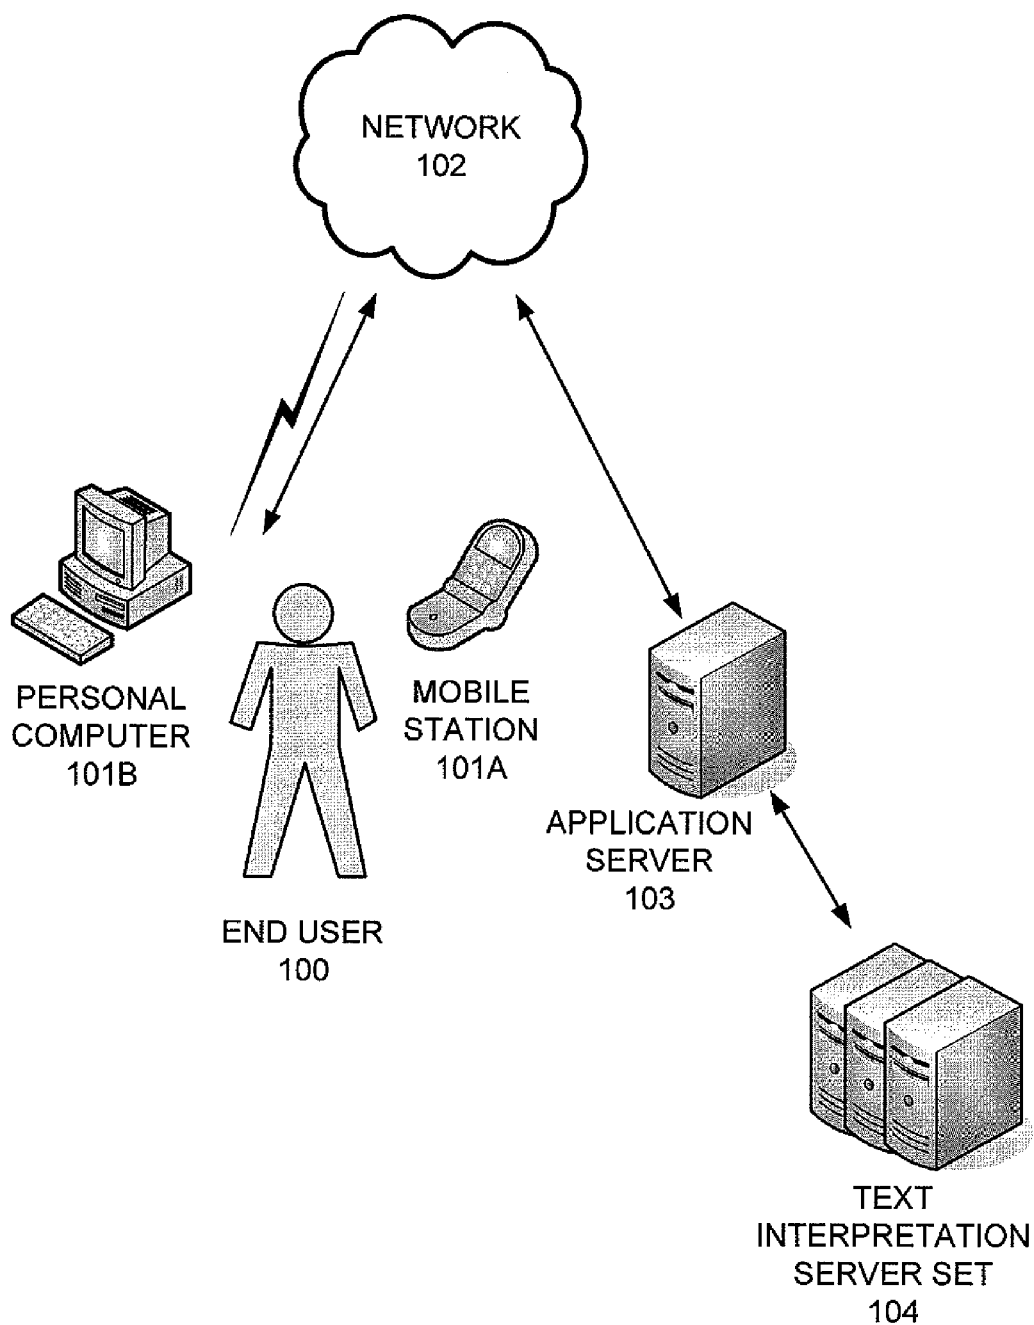 NETWORK
102
PERSONAL
COMPUTER
101B
MOBILE
STATION
101A
APPLICATION
SERVER
103
END USER
100
TEXT
INTERPRETATION
SERVER SET
104